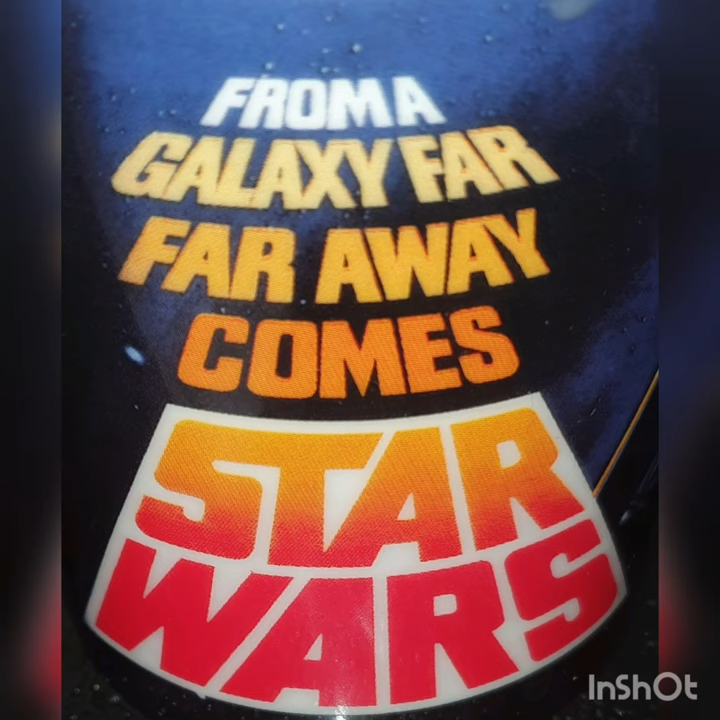 FROM A
GALAXY FAR
FAR AWAY
COMES
STAR
WARS
InShOt